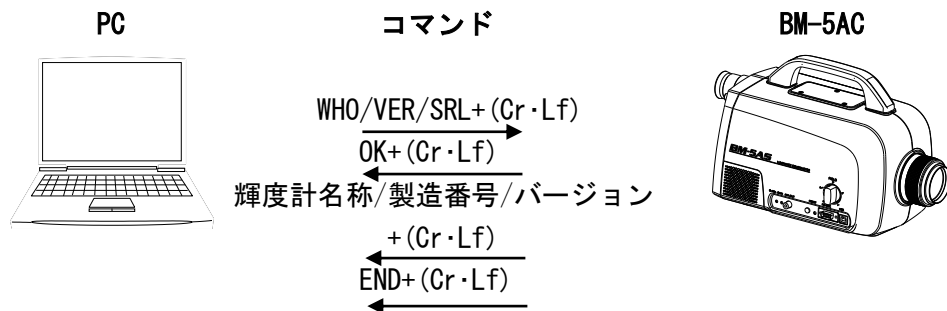 PC コマンド BM-5AC
WHO/VER/SRL+(Cr·Lf)
OK+(Cr·Lf)
輝度計名称/製造番号/バージョン
+(Cr·Lf)
END+(Cr·Lf)
BM-5AS